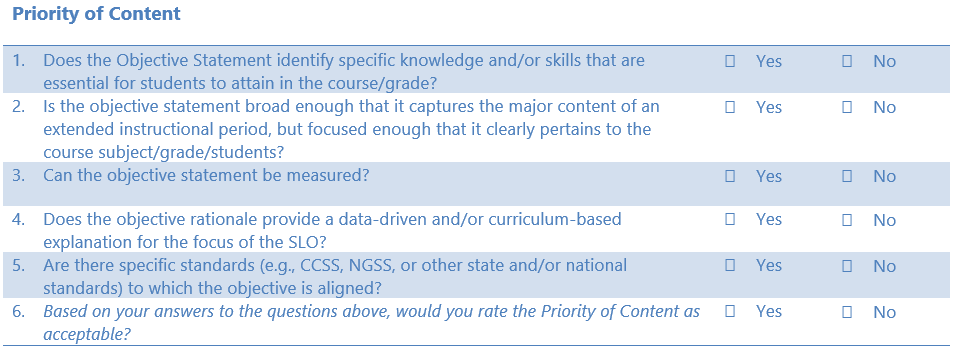 Priority of Content
1. Does the Objective Statement identify specific knowledge and/or skills that are ☐ Yes ☐ No
essential for students to attain in the course/grade?
2. Is the objective statement broad enough that it captures the major content of an ☐ Yes ☐ No
extended instructional period, but focused enough that it clearly pertains to the
course subject/grade/students?
3. Can the objective statement be measured? ☐ Yes ☐ No
4. Does the objective rationale provide a data-driven and/or curriculum-based ☐ Yes ☐ No
explanation for the focus of the SLO?
5. Are there specific standards (e.g., CCSS, NGSS, or other state and/or national ☐ Yes ☐ No
standards) to which the objective is aligned?
6. Based on your answers to the questions above, would you rate the Priority of Content as ☐ Yes ☐ No
acceptable?